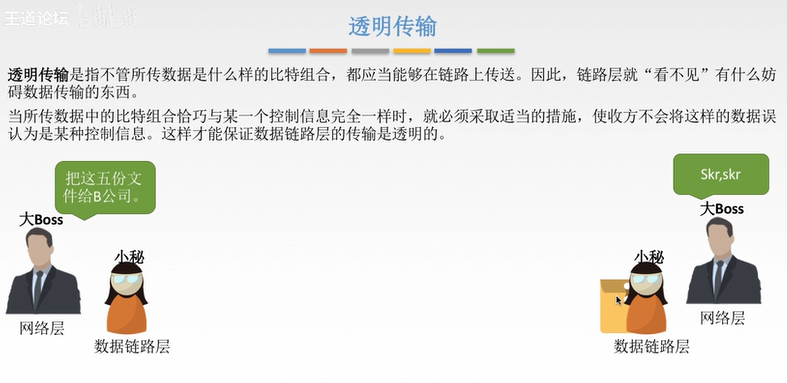 王道论坛
透明传输
透明传输是指不管所传数据是什么样的比特组合，都应当能够在链路上传送。因此，链路层就“看不见”有什么妨
碍数据传输的东西。
当所传数据中的比特组合恰巧与某一个控制信息完全一样时，就必须采取适当的措施，使收方不会将这样的数据误
认为是某种控制信息。这样才能保证数据链路层的传输是透明的。
把这五份文
件给B公司。
大Boss
小秘
网络层
数据链路层
Skr,skr
大Boss
小秘
网络层
数据链路层